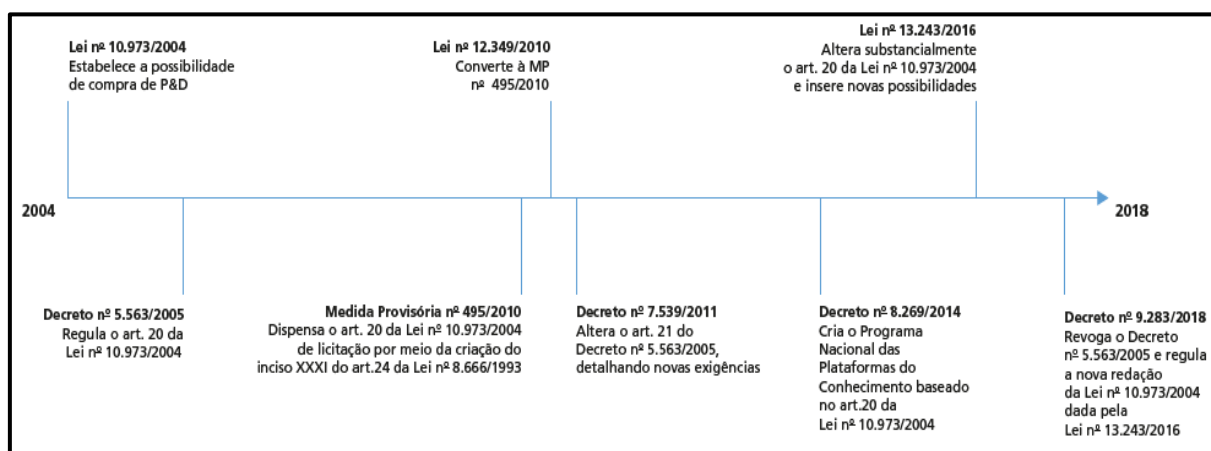 Lei nº 10.973/2004
Estabelece a possibilidade
de compra de P&D
Lei nº 12.349/2010
Converte à MP
nº 495/2010
Lei nº 13.243/2016
Altera substancialmente
o art. 20 da Lei nº 10.973/2004
e insere novas possibilidades
2004
2018
Decreto nº 5.563/2005
Regula o art. 20 da
Lei nº 10.973/2004
Medida Provisória nº 495/2010
Dispensa o art. 20 da Lei nº 10.973/2004
de licitação por meio da criação do
inciso XXXI do art.24 da Lei nº 8.666/1993
Decreto nº 7.539/2011
Altera o art. 21 do
Decreto nº 5.563/2005,
detalhando novas exigências
Decreto nº 8.269/2014
Cria o Programa
Nacional das
Plataformas do
Conhecimento baseado
no art.20 da
Lei nº 10.973/2004
Decreto nº 9.283/2018
Revoga o Decreto
nº 5.563/2005 e regula
a nova redação
da Lei nº 10.973/2004
dada pela
Lei nº 13.243/2016